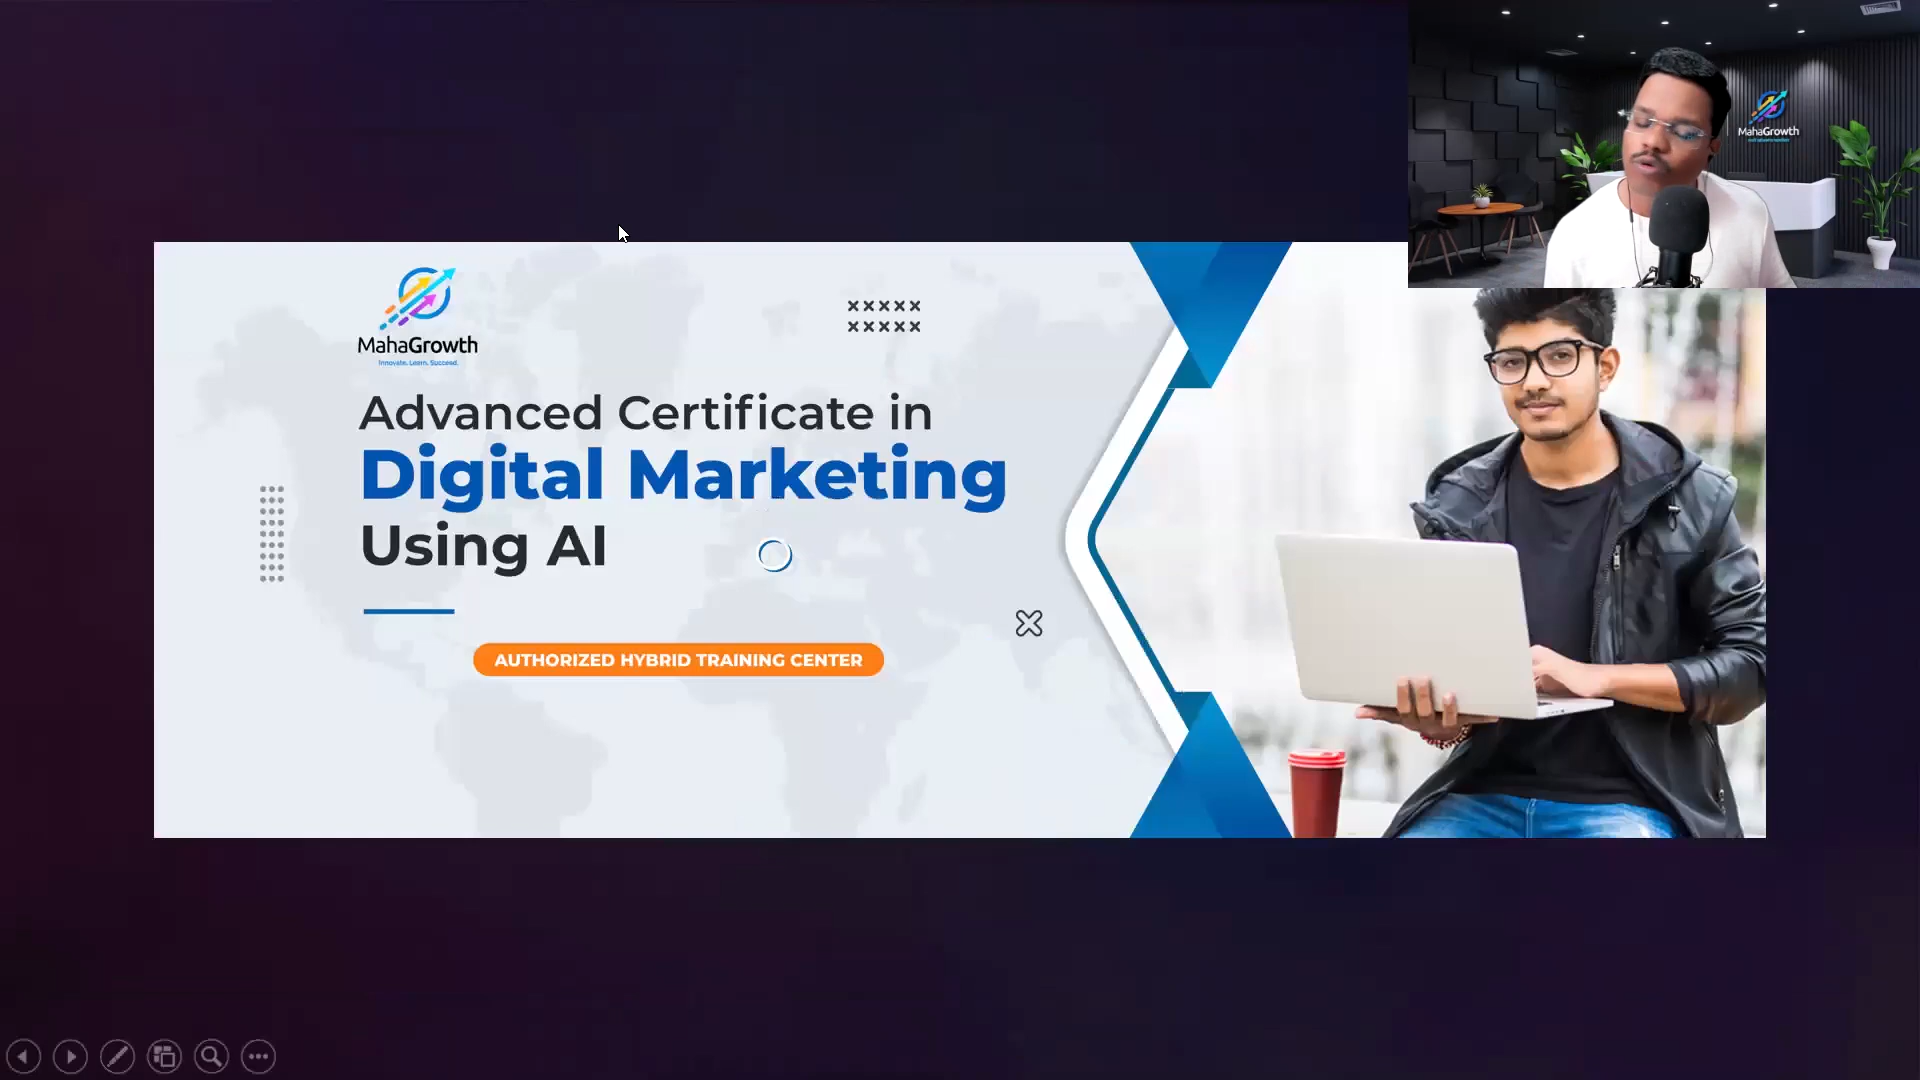 MahaGrowth
MahaGrowth
Innovate. Learn. Succeed.
Advanced Certificate in
Digital Marketing
Using AI
AUTHORIZED HYBRID TRAINING CENTER